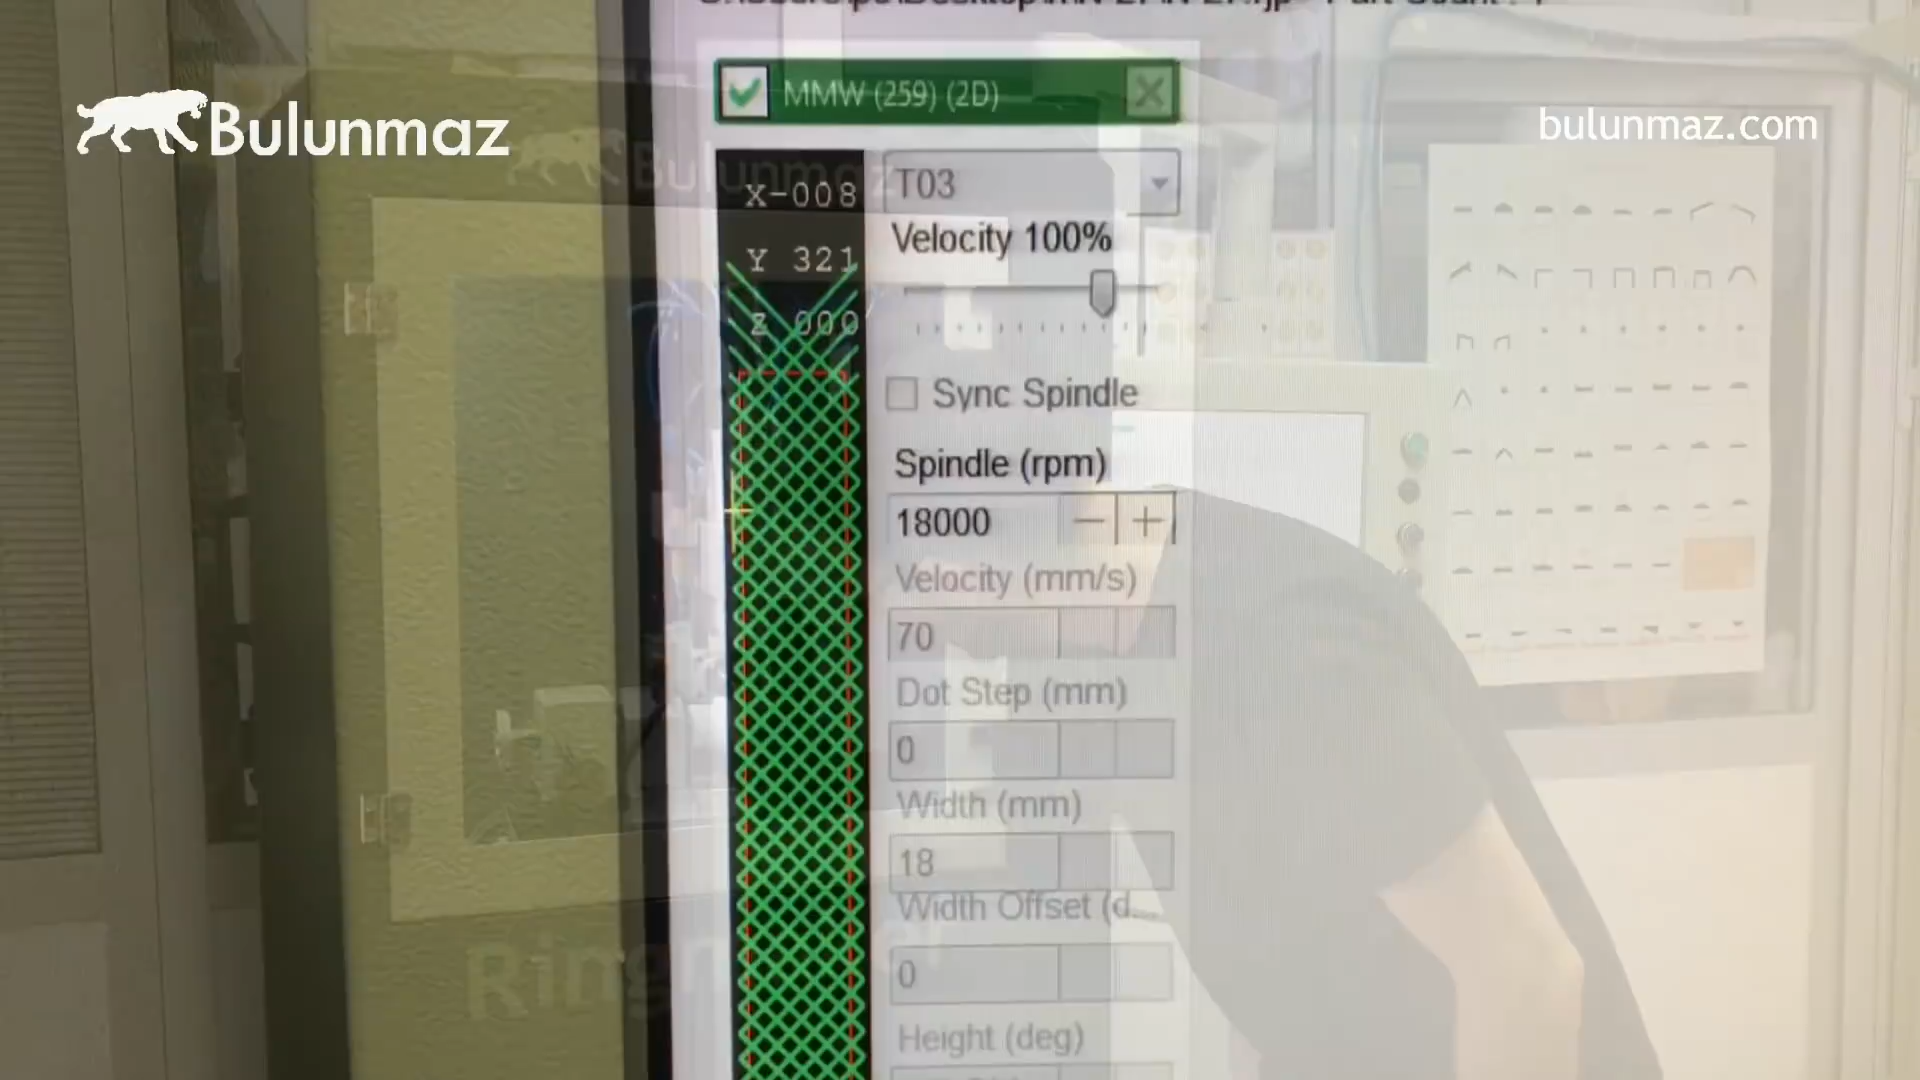 Bulunmaz
bulunmaz.com
MMW (259) (2D)
X-008
Y 321
Z 000
T03
Velocity 100%
Sync Spindle
Spindle (rpm)
18000
Velocity (mm/s)
70
Dot Step (mm)
0
Width (mm)
18
Width Offset (d...
0
Height (deg)